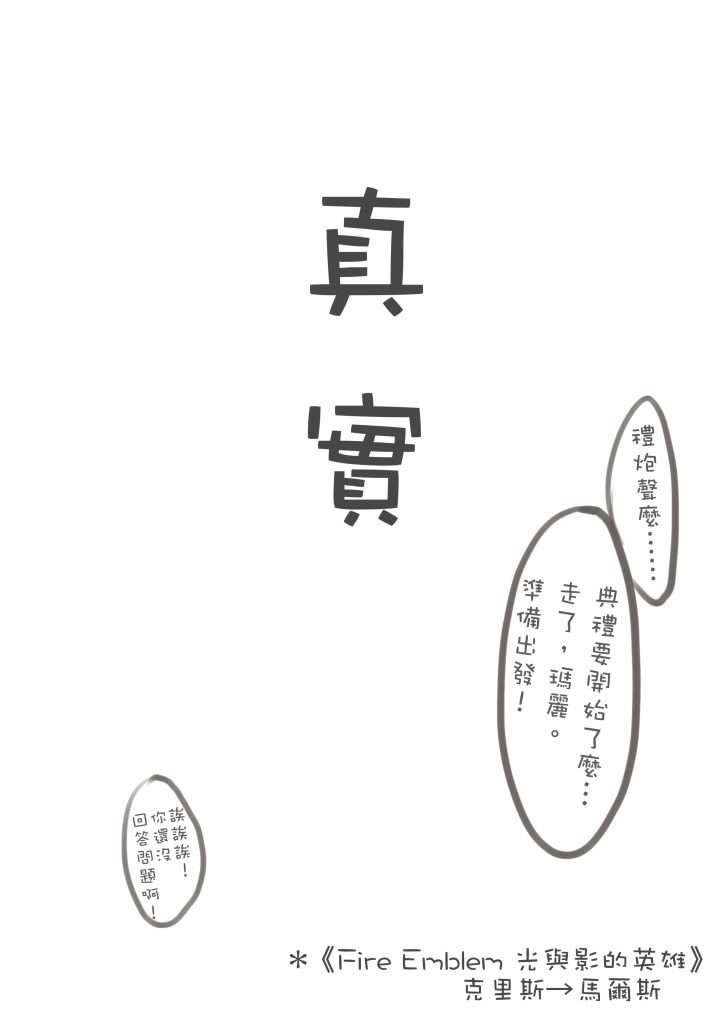 真實
禮炮聲麼……
典禮要開始了麼…
走了，瑪麗。
準備出發！
誒誒誒！
你還沒
回答問題啊！
＊《Fire Emblem 光與影的英雄》
克里斯→馬爾斯